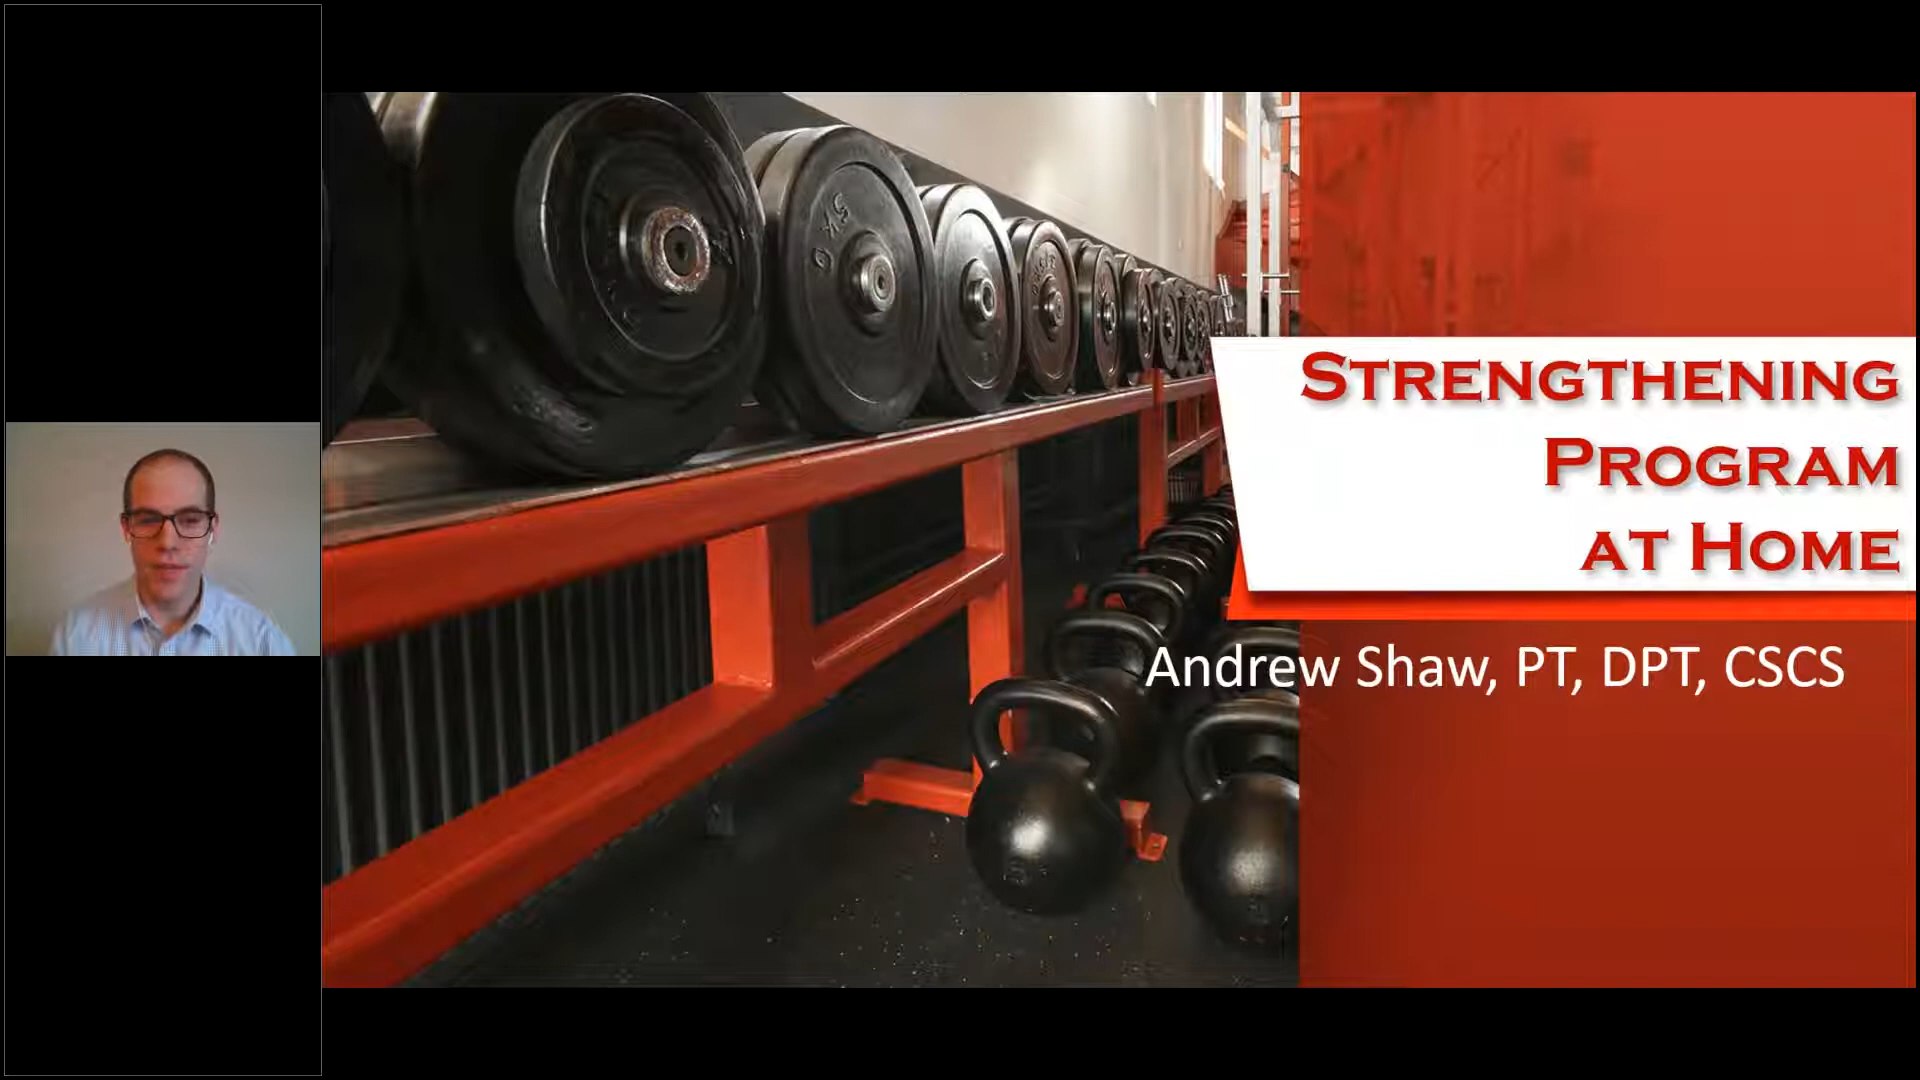 STRENGTHENING
PROGRAM
AT HOME
Andrew Shaw, PT, DPT, CSCS